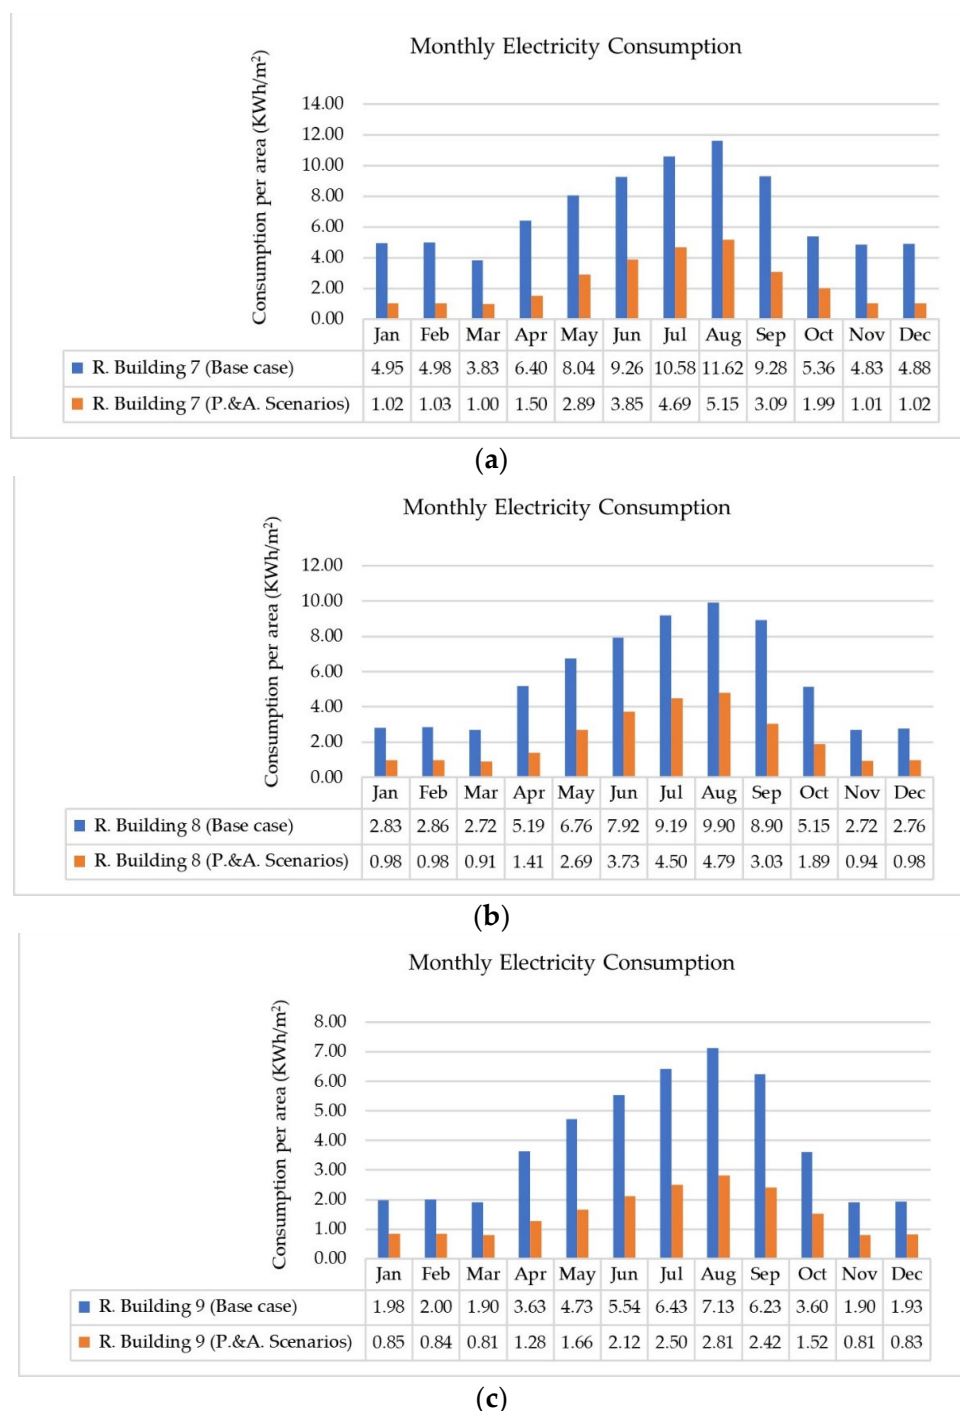 Monthly Electricity Consumption
Consumption per area (KWh/m²)
14.00
12.00
10.00
8.00
6.00
4.00
2.00
0.00
Jan Feb Mar Apr May Jun Jul Aug Sep Oct Nov Dec
R. Building 7 (Base case) 4.95 4.98 3.83 6.40 8.04 9.26 10.58 11.62 9.28 5.36 4.83 4.88
R. Building 7 (P.&A. Scenarios) 1.02 1.03 1.00 1.50 2.89 3.85 4.69 5.15 3.09 1.99 1.01 1.02
(a)
Monthly Electricity Consumption
Consumption per area (KWh/m²)
12.00
10.00
8.00
6.00
4.00
2.00
0.00
Jan Feb Mar Apr May Jun Jul Aug Sep Oct Nov Dec
R. Building 8 (Base case) 2.83 2.86 2.72 5.19 6.76 7.92 9.19 9.90 8.90 5.15 2.72 2.76
R. Building 8 (P.&A. Scenarios) 0.98 0.98 0.91 1.41 2.69 3.73 4.50 4.79 3.03 1.89 0.94 0.98
(b)
Monthly Electricity Consumption
Consumption per area (KWh/m²)
8.00
7.00
6.00
5.00
4.00
3.00
2.00
1.00
0.00
Jan Feb Mar Apr May Jun Jul Aug Sep Oct Nov Dec
R. Building 9 (Base case) 1.98 2.00 1.90 3.63 4.73 5.54 6.43 7.13 6.23 3.60 1.90 1.93
R. Building 9 (P.&A. Scenarios) 0.85 0.84 0.81 1.28 1.66 2.12 2.50 2.81 2.42 1.52 0.81 0.83
(c)